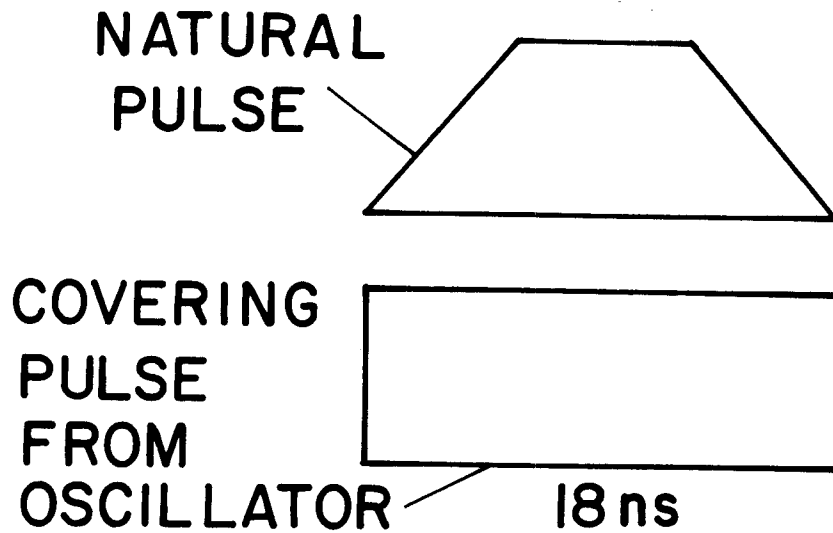 NATURAL
PULSE
COVERING
PULSE
FROM
OSCILLATOR
18 ns